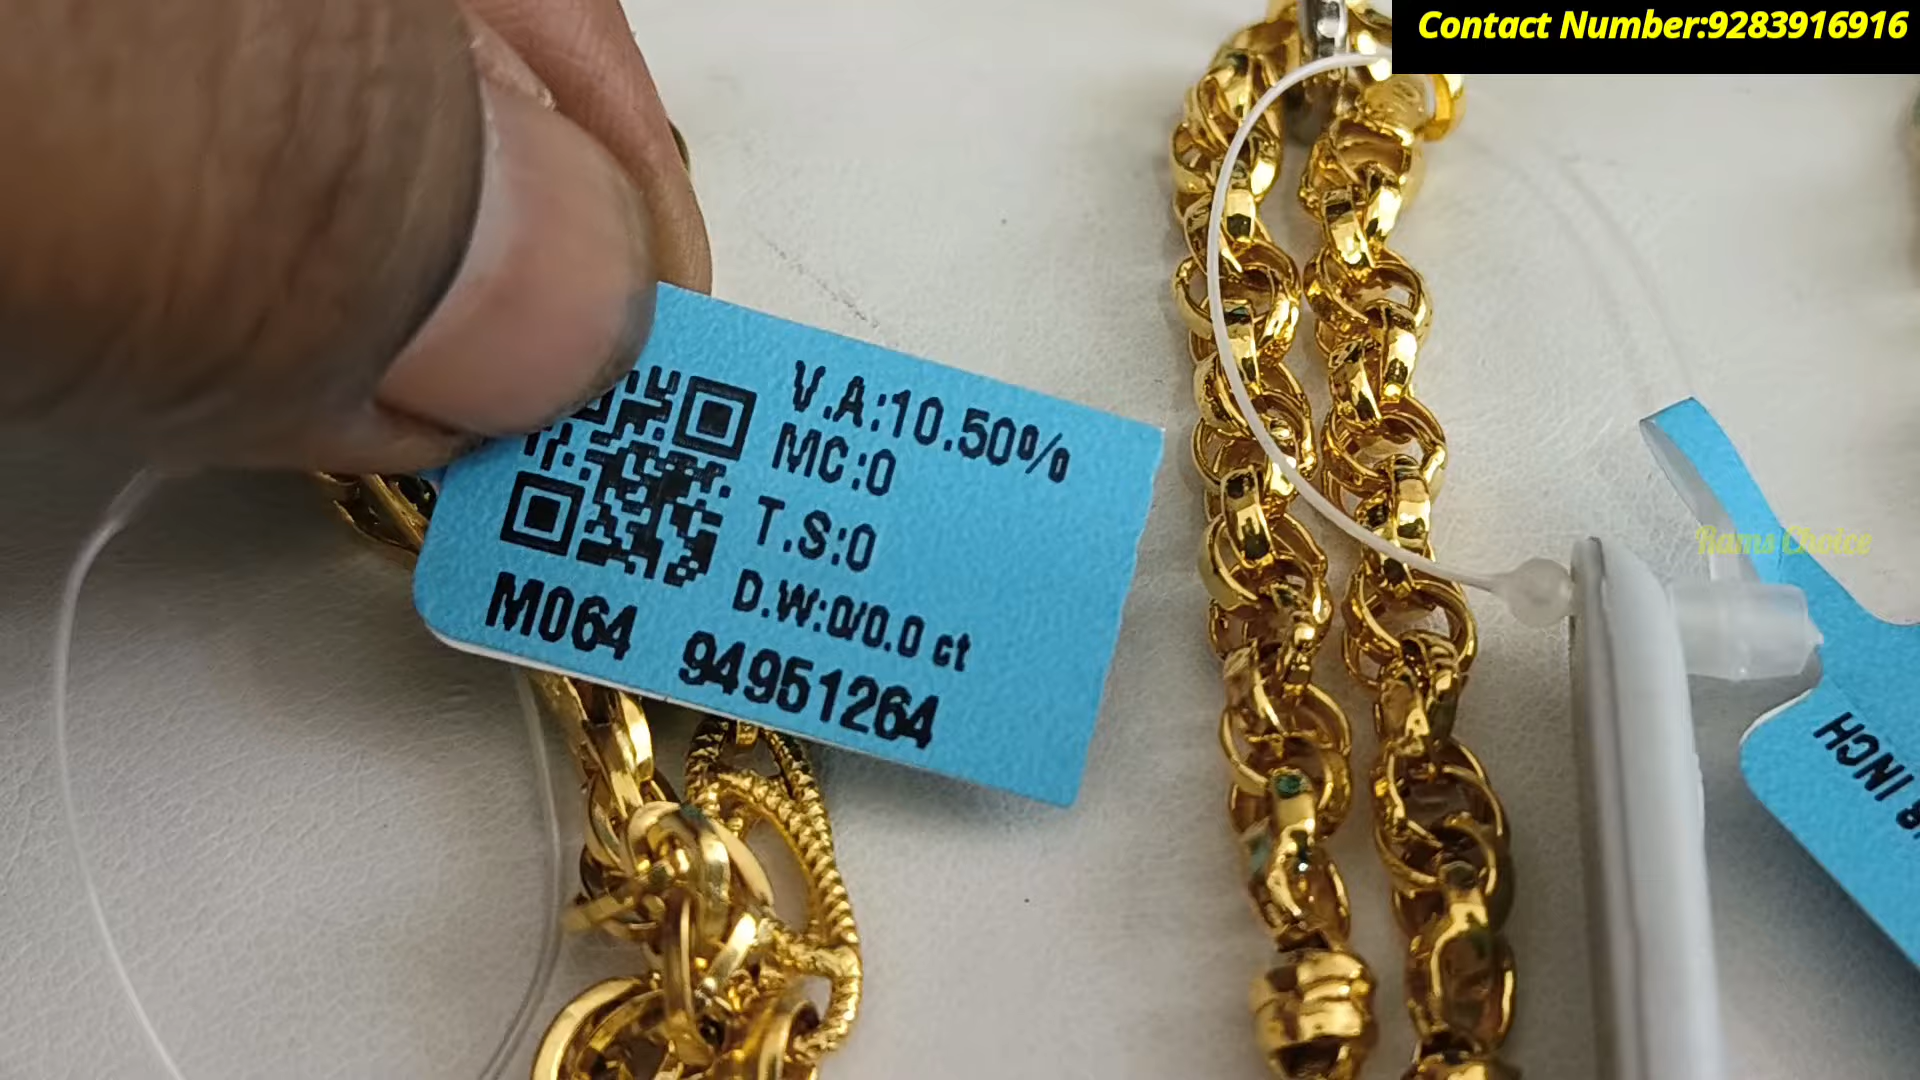 Contact Number:9283916916
V.A:10.50%
MC:0
T.S:0
D.W:0/0.0 ct
M064 94951264
Rams Choice
INCH